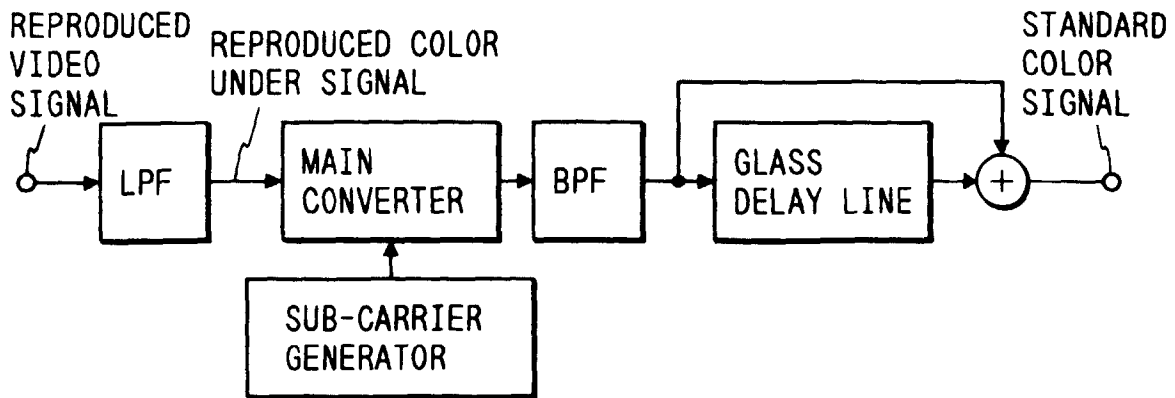 REPRODUCED
VIDEO
SIGNAL
REPRODUCED COLOR
UNDER SIGNAL
STANDARD
COLOR
SIGNAL
LPF
MAIN
CONVERTER
BPF
GLASS
DELAY LINE
+
SUB-CARRIER
GENERATOR